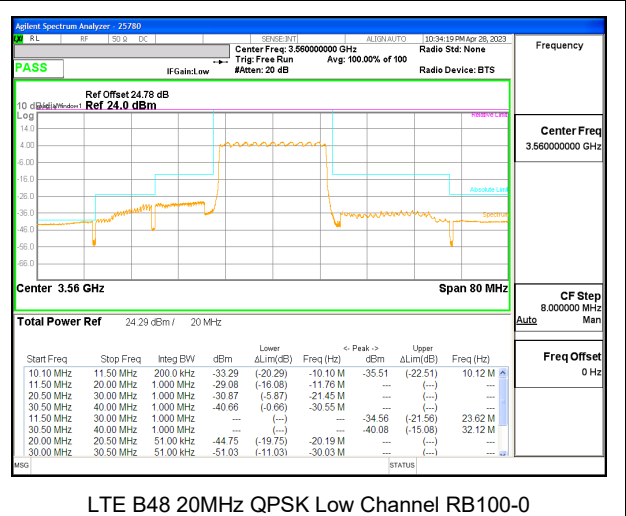 Agilent Spectrum Analyzer - 25780
LXI RL RF 50 Ω DC SENSE:INT ALIGN AUTO 10:34:19 PM Apr 28, 2023
Center Freq: 3.560000000 GHz Radio Std: None
Trig: Free Run Avg: 100.00% of 100
PASS IFGain:Low #Atten: 20 dB Radio Device: BTS
Ref Offset 24.78 dB
10 dB/div Ref 24.0 dBm
Log
Relative Limit
14.0
4.00
-6.00
-16.0
Absolute Limit
-26.0
-36.0
Spectrum
-46.0
-56.0
-66.0
Center 3.56 GHz Span 80 MHz
Total Power Ref 24.29 dBm / 20 MHz
Lower <- Peak -> Upper
Start Freq Stop Freq Integ BW dBm ΔLim(dB) Freq (Hz) dBm ΔLim(dB) Freq (Hz)
10.10 MHz 11.50 MHz 200.0 kHz -33.29 (-20.29) -10.10 M -35.51 (-22.51) 10.12 M
11.50 MHz 20.00 MHz 1.000 MHz -29.08 (-16.08) -11.76 M --- (---) ---
20.50 MHz 30.00 MHz 1.000 MHz -30.87 (-5.87) -21.45 M --- (---) ---
30.50 MHz 40.00 MHz 1.000 MHz -40.66 (-0.66) -30.55 M --- (---) ---
11.50 MHz 30.00 MHz 1.000 MHz --- (---) --- -34.56 (-21.56) 23.62 M
30.50 MHz 40.00 MHz 1.000 MHz --- (---) --- -40.08 (-15.08) 32.12 M
20.00 MHz 20.50 MHz 51.00 kHz -44.75 (-19.75) -20.19 M --- (---) ---
30.00 MHz 30.50 MHz 51.00 kHz -51.03 (-11.03) -30.03 M --- (---) ---
MSG STATUS
Frequency
Center Freq
3.560000000 GHz
CF Step
8.000000 MHz
Auto Man
Freq Offset
0 Hz
LTE B48 20MHz QPSK Low Channel RB100-0